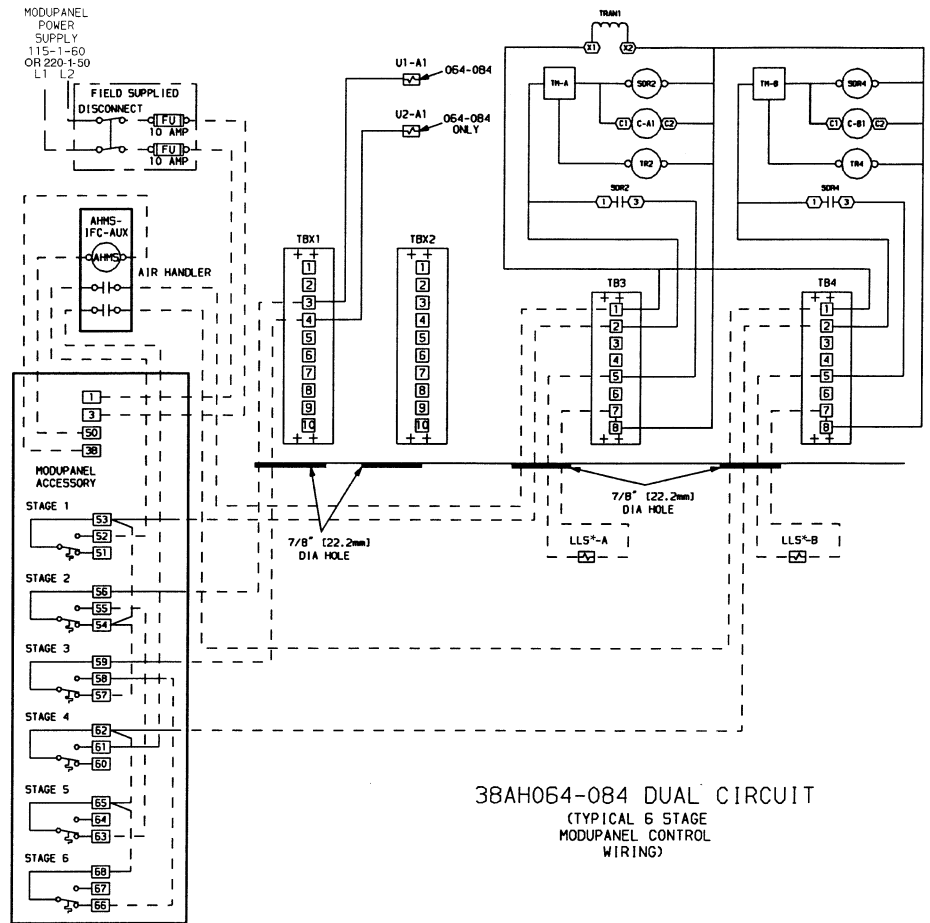 MODUPANEL
POWER
SUPPLY
115-1-60
OR 220-1-50
L1 L2
FIELD SUPPLIED
DISCONNECT
FU
10 AMP
FU
10 AMP
AHMS-
IFC-AUX
AHMS
AIR HANDLER
U1-A1
064-084
U2-A1
064-084
ONLY
TRAN1
X1 X2
TM-A
SDR2
C1 C-A1 C2
TR2
SDR2
1 3
TM-B
SDR4
C1 C-B1 C2
TR4
SDR4
1 3
TBX1
1
2
3
4
5
6
7
8
9
10
TBX2
1
2
3
4
5
6
7
8
9
10
TB3
1
2
3
4
5
6
7
8
TB4
1
2
3
4
5
6
7
8
7/8" [22.2mm]
DIA HOLE
7/8" [22.2mm]
DIA HOLE
LLS*-A
LLS*-B
1
3
50
38
MODUPANEL
ACCESSORY
STAGE 1
53
52
51
STAGE 2
56
55
54
STAGE 3
59
58
57
STAGE 4
62
61
60
STAGE 5
65
64
63
STAGE 6
68
67
66
38AH064-084 DUAL CIRCUIT
(TYPICAL 6 STAGE
MODUPANEL CONTROL
WIRING)